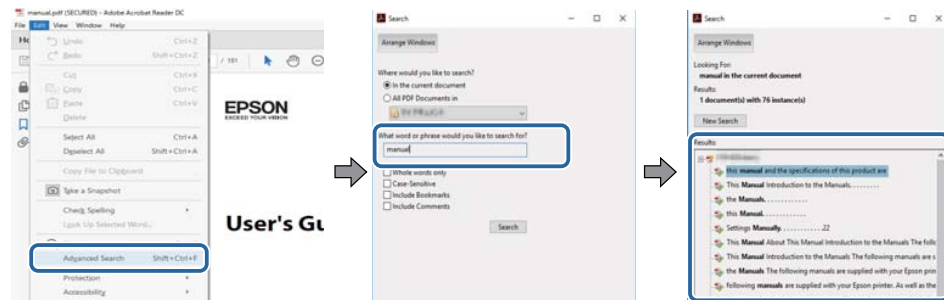 manual.pdf (SECURED) - Adobe Acrobat Reader DC
File Edit View Window Help
Undo Ctrl+Z
Redo Shift+Ctrl+Z
Cut Ctrl+X
Copy Ctrl+C
Paste Ctrl+V
Delete
Select All Ctrl+A
Deselect All Shift+Ctrl+A
Copy File to Clipboard
Take a Snapshot
Check Spelling
Look Up Selected Word...
Advanced Search Shift+Ctrl+F
Protection
Accessibility
/ 191
EPSON
EXCEED YOUR VISION
User's Gu
Search
Arrange Windows
Where would you like to search?
In the current document
All PDF Documents in
What word or phrase would you like to search for?
manual
Whole words only
Case-Sensitive
Include Bookmarks
Include Comments
Search
Search
Arrange Windows
Looking For:
manual in the current document
Results:
1 document(s) with 76 instance(s)
New Search
Results:
this manual and the specifications of this product are
This Manual Introduction to the Manuals. . . . . . . .
the Manuals. . . . . . . . . . . .
this Manual. . . . . . . . . . . .
Settings Manually. . . . . . . . . . . .22
This Manual About This Manual Introduction to the Manuals The follo
This Manual Introduction to the Manuals The following manuals are s
the Manuals The following manuals are supplied with your Epson prin
following manuals are supplied with your Epson printer. As well as the